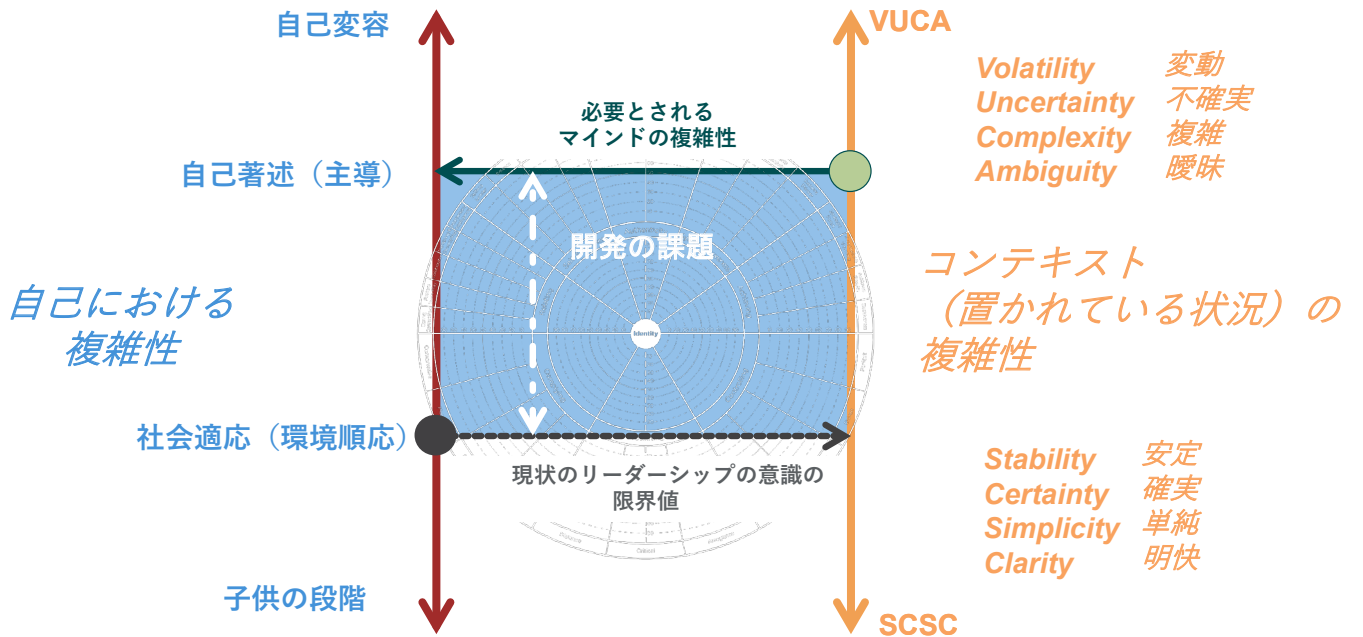 自己変容
VUCA
Volatility 変動
Uncertainty 不確実
Complexity 複雑
Ambiguity 曖昧
必要とされる
マインドの複雑性
自己著述（主導）
開発の課題
自己における
複雑性
Identity
コンテキスト
（置かれている状況）の
複雑性
社会適応（環境順応）
現状のリーダーシップの意識の
限界値
Stability 安定
Certainty 確実
Simplicity 単純
Clarity 明快
子供の段階
SCSC